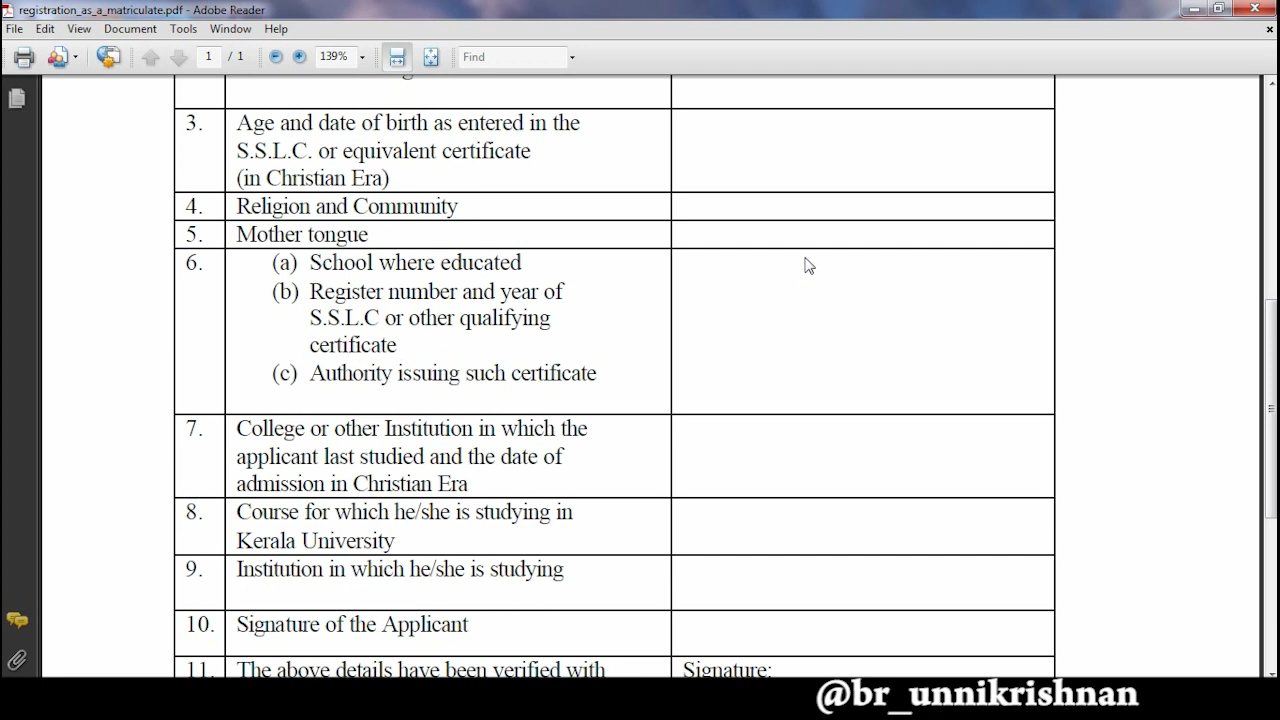 registration_as_a_matriculate.pdf - Adobe Reader
File Edit View Document Tools Window Help
1 / 1 139% Find
3. Age and date of birth as entered in the
S.S.L.C. or equivalent certificate
(in Christian Era)
4. Religion and Community
5. Mother tongue
6. (a) School where educated
(b) Register number and year of
S.S.L.C or other qualifying
certificate
(c) Authority issuing such certificate
7. College or other Institution in which the
applicant last studied and the date of
admission in Christian Era
8. Course for which he/she is studying in
Kerala University
9. Institution in which he/she is studying
10. Signature of the Applicant
11. The above details have been verified with Signature:
@br_unnikrishnan